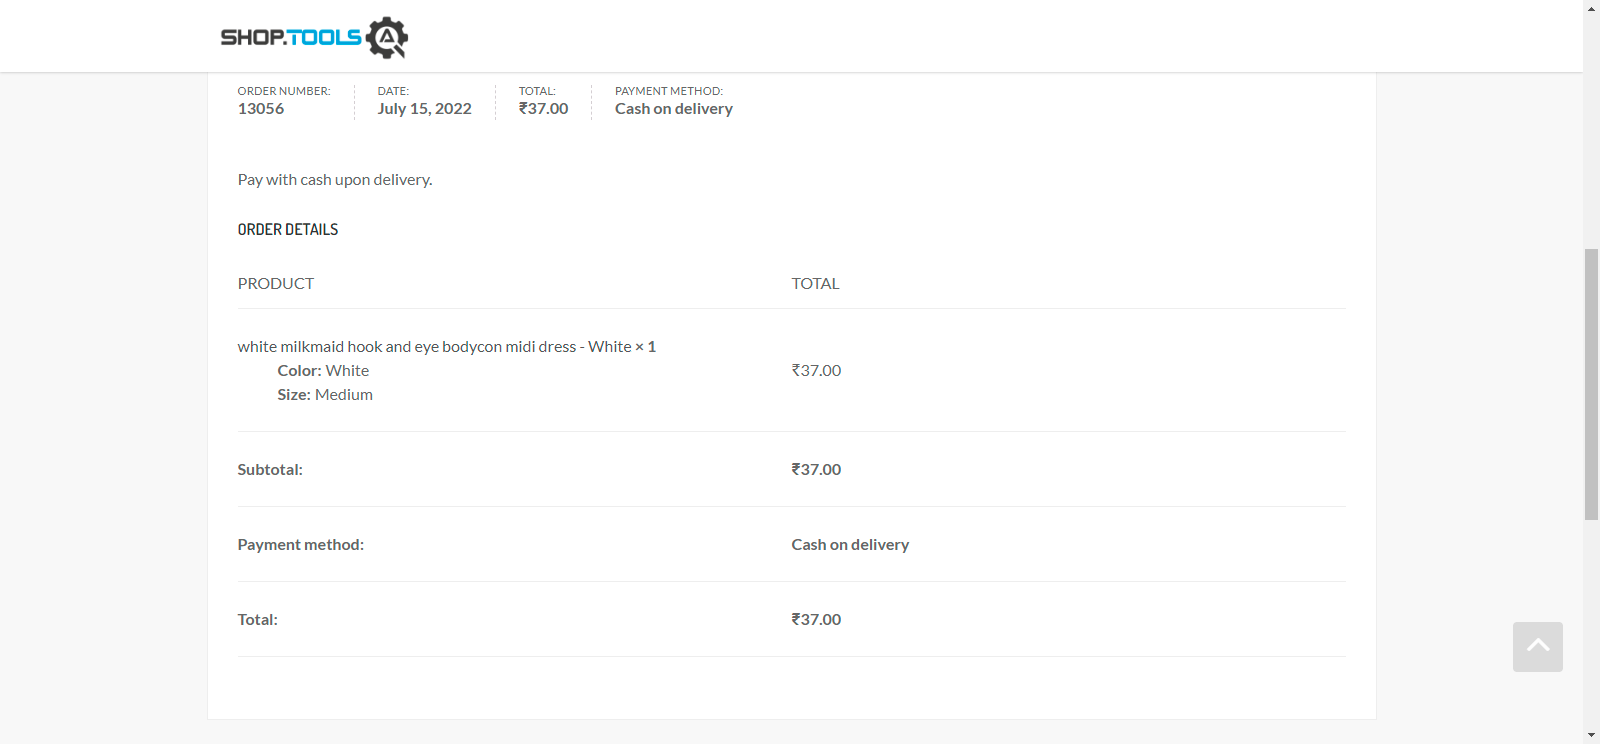 SHOP.TOOLS
ORDER NUMBER: DATE: TOTAL: PAYMENT METHOD:
13056 July 15, 2022 ₹37.00 Cash on delivery
Pay with cash upon delivery.
ORDER DETAILS
PRODUCT TOTAL
white milkmaid hook and eye bodycon midi dress - White × 1
Color: White ₹37.00
Size: Medium
Subtotal: ₹37.00
Payment method: Cash on delivery
Total: ₹37.00